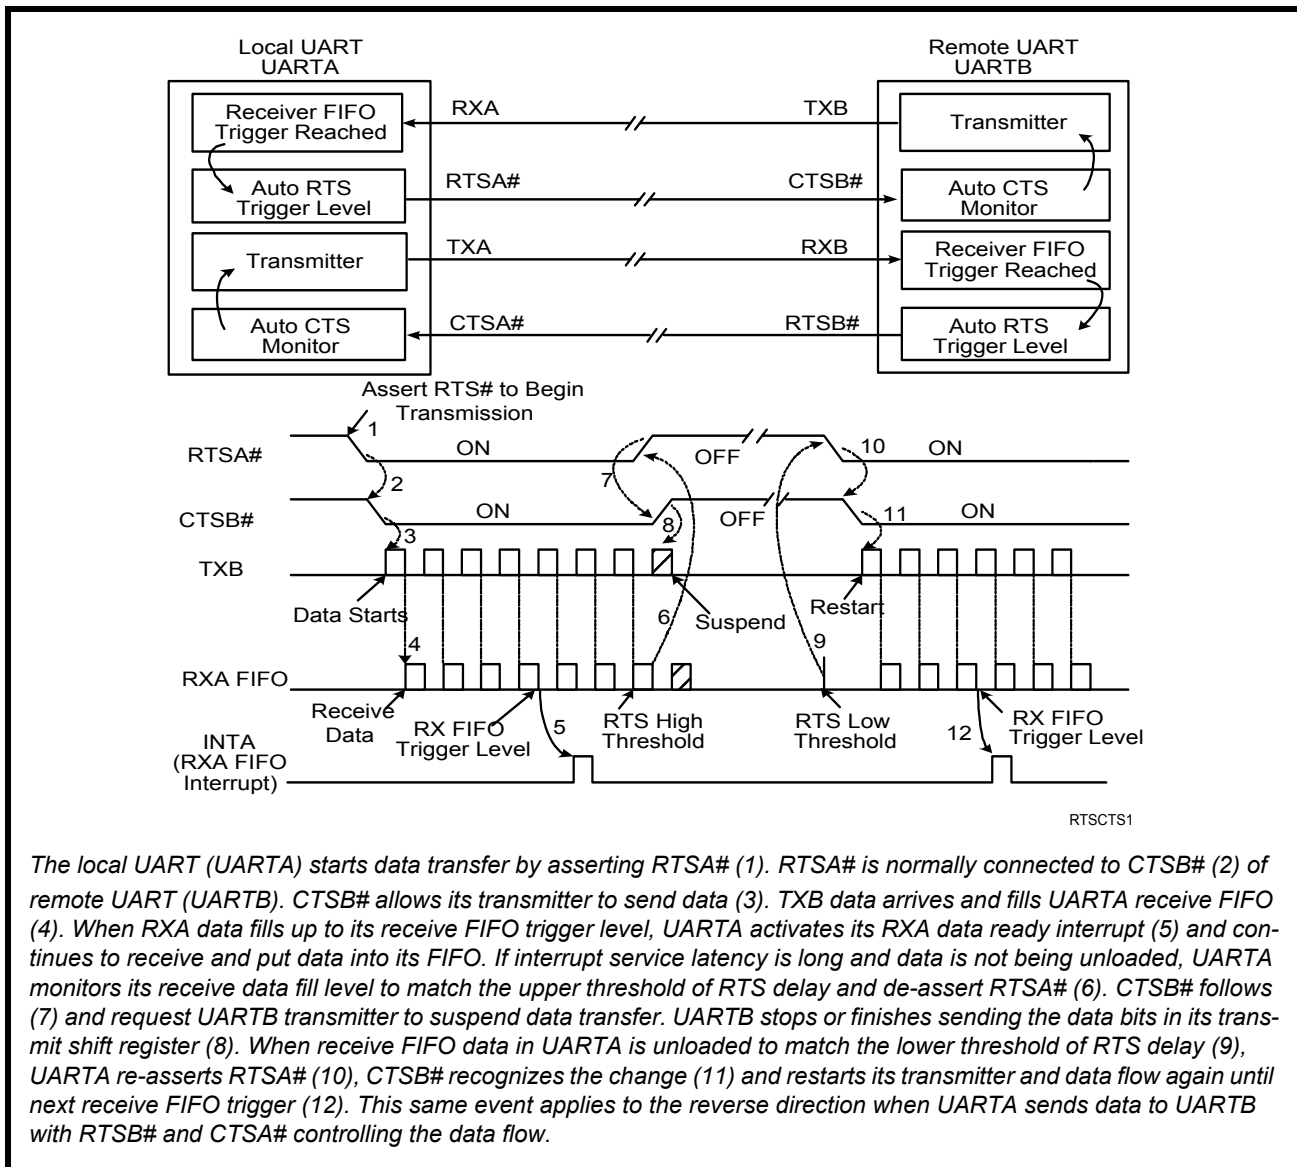 Local UART
UARTA
Remote UART
UARTB
Receiver FIFO
Trigger Reached
RXA
TXB
Transmitter
Auto RTS
Trigger Level
RTSA#
CTSB#
Auto CTS
Monitor
Transmitter
TXA
RXB
Receiver FIFO
Trigger Reached
Auto CTS
Monitor
CTSA#
RTSB#
Auto RTS
Trigger Level
Assert RTS# to Begin
Transmission
RTSA#
1
ON
OFF
10
ON
2
7
CTSB#
ON
OFF
11
ON
3
8
TXB
Data Starts
6
Suspend
Restart
4
9
RXA FIFO
Receive
Data
RX FIFO
Trigger Level
5
RTS High
Threshold
RTS Low
Threshold
12
RX FIFO
Trigger Level
INTA
(RXA FIFO
Interrupt)
RTSCTS1
The local UART (UARTA) starts data transfer by asserting RTSA# (1). RTSA# is normally connected to CTSB# (2) of
remote UART (UARTB). CTSB# allows its transmitter to send data (3). TXB data arrives and fills UARTA receive FIFO
(4). When RXA data fills up to its receive FIFO trigger level, UARTA activates its RXA data ready interrupt (5) and con-
tinues to receive and put data into its FIFO. If interrupt service latency is long and data is not being unloaded, UARTA
monitors its receive data fill level to match the upper threshold of RTS delay and de-assert RTSA# (6). CTSB# follows
(7) and request UARTB transmitter to suspend data transfer. UARTB stops or finishes sending the data bits in its trans-
mit shift register (8). When receive FIFO data in UARTA is unloaded to match the lower threshold of RTS delay (9),
UARTA re-asserts RTSA# (10), CTSB# recognizes the change (11) and restarts its transmitter and data flow again until
next receive FIFO trigger (12). This same event applies to the reverse direction when UARTA sends data to UARTB
with RTSB# and CTSA# controlling the data flow.